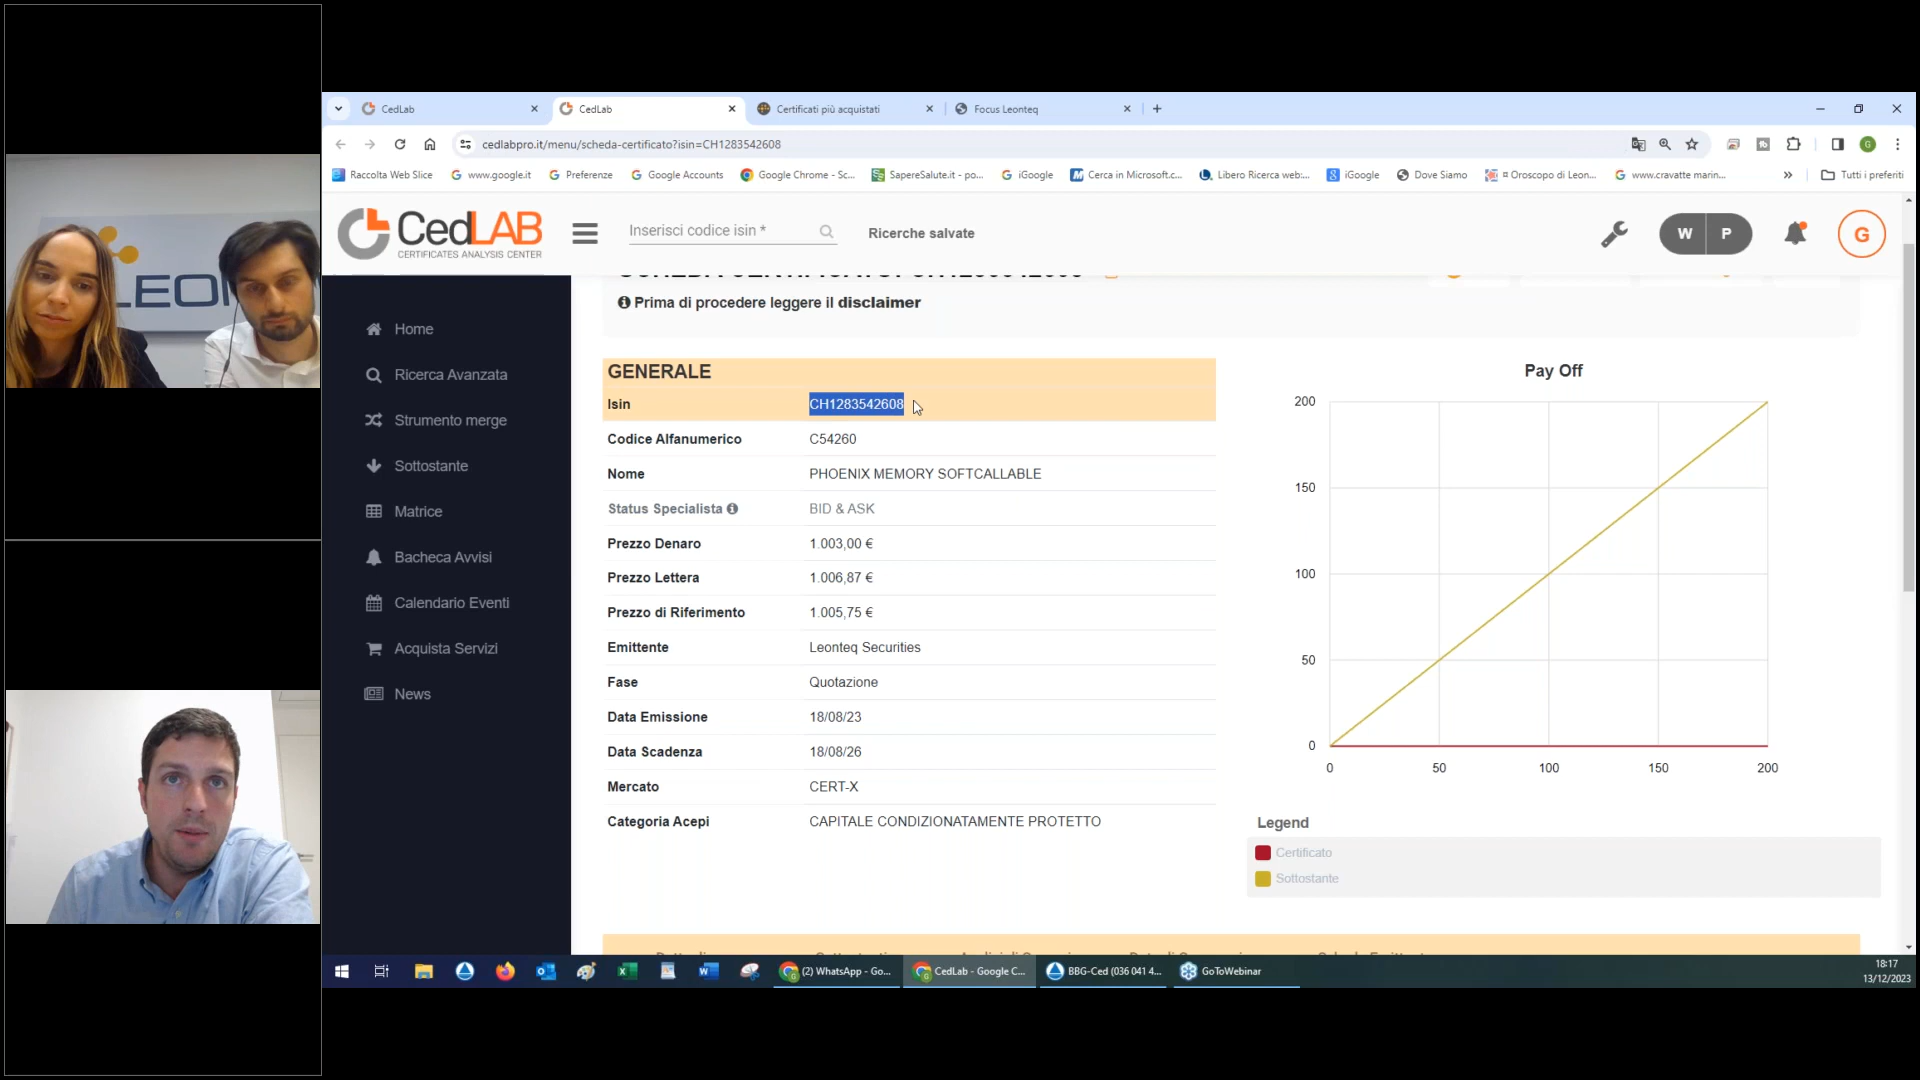 LEON
CedLab
CedLab
Certificati più acquistati
Focus Leonteq
cedlabpro.it/menu/scheda-certificato?isin=CH1283542608
Raccolta Web Slice
www.google.it
Preferenze
Google Accounts
Google Chrome - Sc...
SapereSalute.it - po...
iGoogle
Cerca in Microsoft.c...
Libero Ricerca web:...
iGoogle
Dove Siamo
¤ Oroscopo di Leon...
www.cravatte marin...
»
Tutti i preferiti
CedLAB
CERTIFICATES ANALYSIS CENTER
Inserisci codice isin *
Ricerche salvate
W P
G
Prima di procedere leggere il disclaimer
Home
Ricerca Avanzata
Strumento merge
Sottostante
Matrice
Bacheca Avvisi
Calendario Eventi
Acquista Servizi
News
GENERALE
Isin CH1283542608
Codice Alfanumerico C54260
Nome PHOENIX MEMORY SOFTCALLABLE
Status Specialista BID & ASK
Prezzo Denaro 1.003,00 €
Prezzo Lettera 1.006,87 €
Prezzo di Riferimento 1.005,75 €
Emittente Leonteq Securities
Fase Quotazione
Data Emissione 18/08/23
Data Scadenza 18/08/26
Mercato CERT-X
Categoria Acepi CAPITALE CONDIZIONATAMENTE PROTETTO
Pay Off
200
150
100
50
0
0 50 100 150 200
Legend
Certificato
Sottostante
(2) WhatsApp - Go...
CedLab - Google C...
BBG-Ced (036 041 4...
GoToWebinar
18:17
13/12/2023